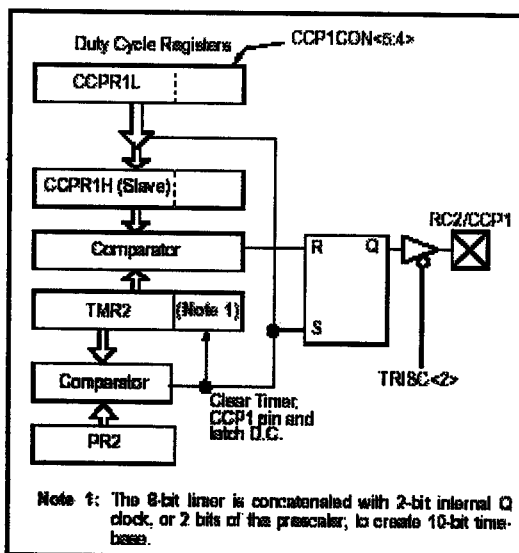 Duty Cycle Registers
CCP1CON<5:4>
CCPR1L
CCPR1H (Slave)
Comparator
R Q
RC2/CCP1
TMR2
(Note 1)
S
Comparator
TRISC<2>
Clear Timer,
CCP1 pin and
latch D.C.
PR2
Note 1: The 8-bit timer is concatenated with 2-bit internal Q
clock, or 2 bits of the prescaler, to create 10-bit time-
base.